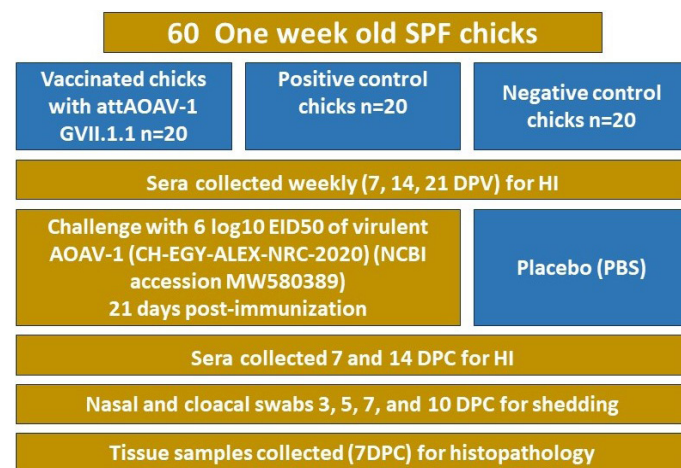 60 One week old SPF chicks
Vaccinated chicks
with attAOAV-1
GVII.1.1 n=20
Positive control
chicks n=20
Negative control
chicks n=20
Sera collected weekly (7, 14, 21 DPV) for HI
Challenge with 6 log10 EID50 of virulent
AOAV-1 (CH-EGY-ALEX-NRC-2020) (NCBI
accession MW580389)
21 days post-immunization
Placebo (PBS)
Sera collected 7 and 14 DPC for HI
Nasal and cloacal swabs 3, 5, 7, and 10 DPC for shedding
Tissue samples collected (7DPC) for histopathology